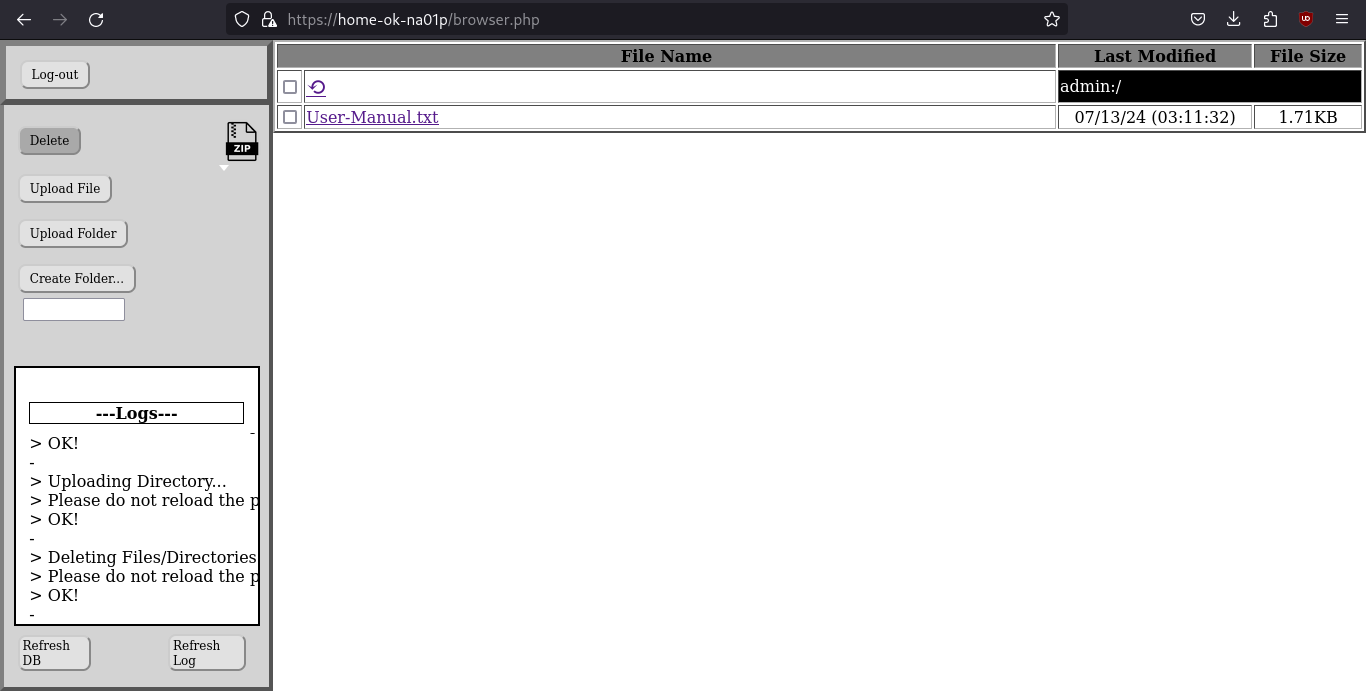 https://home-ok-na01p/browser.php
Log-out
Delete
ZIP
Upload File
Upload Folder
Create Folder...
---Logs---
-
> OK!
-
> Uploading Directory...
> Please do not reload the p
> OK!
-
> Deleting Files/Directories
> Please do not reload the p
> OK!
-
Refresh
DB
Refresh
Log
File Name Last Modified File Size
admin:/
User-Manual.txt 07/13/24 (03:11:32) 1.71KB